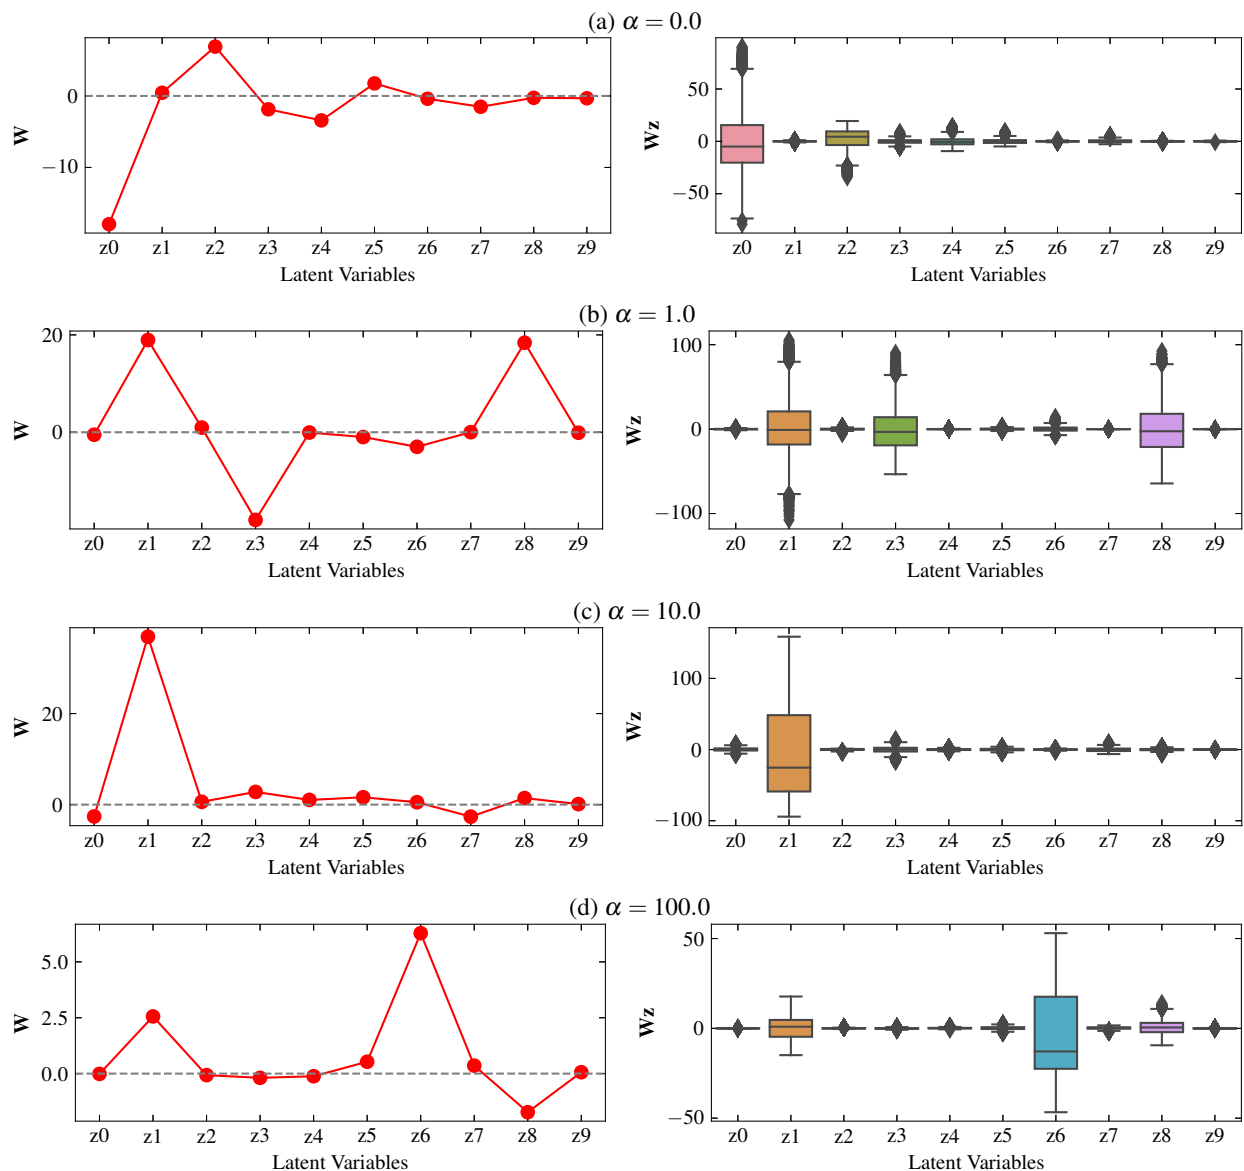 (a) α = 0.0
W
0
−10
z0 z1 z2 z3 z4 z5 z6 z7 z8 z9
Latent Variables
Wz
50
0
−50
z0 z1 z2 z3 z4 z5 z6 z7 z8 z9
Latent Variables
(b) α = 1.0
W
20
0
z0 z1 z2 z3 z4 z5 z6 z7 z8 z9
Latent Variables
Wz
100
0
−100
z0 z1 z2 z3 z4 z5 z6 z7 z8 z9
Latent Variables
(c) α = 10.0
W
20
0
z0 z1 z2 z3 z4 z5 z6 z7 z8 z9
Latent Variables
Wz
100
0
−100
z0 z1 z2 z3 z4 z5 z6 z7 z8 z9
Latent Variables
(d) α = 100.0
W
5.0
2.5
0.0
z0 z1 z2 z3 z4 z5 z6 z7 z8 z9
Latent Variables
Wz
50
0
−50
z0 z1 z2 z3 z4 z5 z6 z7 z8 z9
Latent Variables